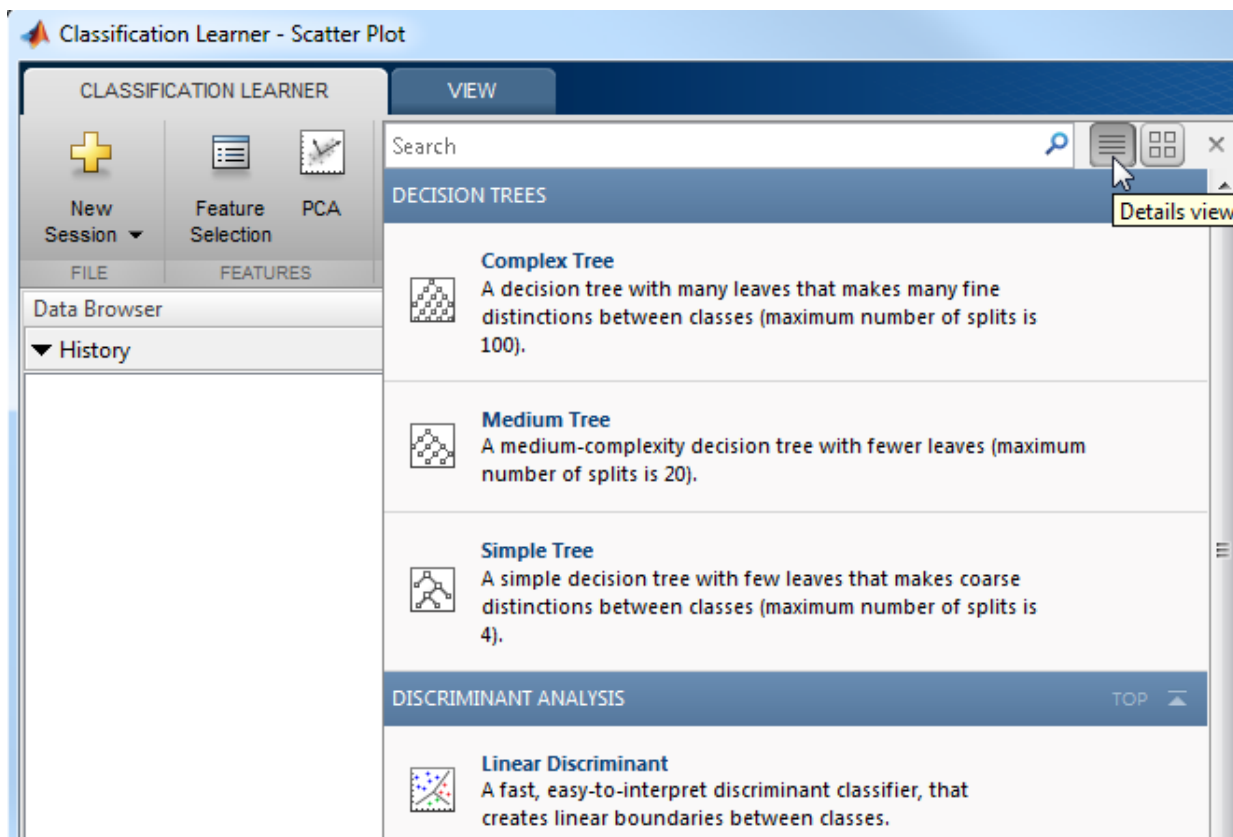 Classification Learner - Scatter Plot
CLASSIFICATION LEARNER
VIEW
New
Session
Feature
Selection
PCA
FILE
FEATURES
Search
Details view
Data Browser
History
DECISION TREES
Complex Tree
A decision tree with many leaves that makes many fine
distinctions between classes (maximum number of splits is
100).
Medium Tree
A medium-complexity decision tree with fewer leaves (maximum
number of splits is 20).
Simple Tree
A simple decision tree with few leaves that makes coarse
distinctions between classes (maximum number of splits is
4).
DISCRIMINANT ANALYSIS
TOP
Linear Discriminant
A fast, easy-to-interpret discriminant classifier, that
creates linear boundaries between classes.